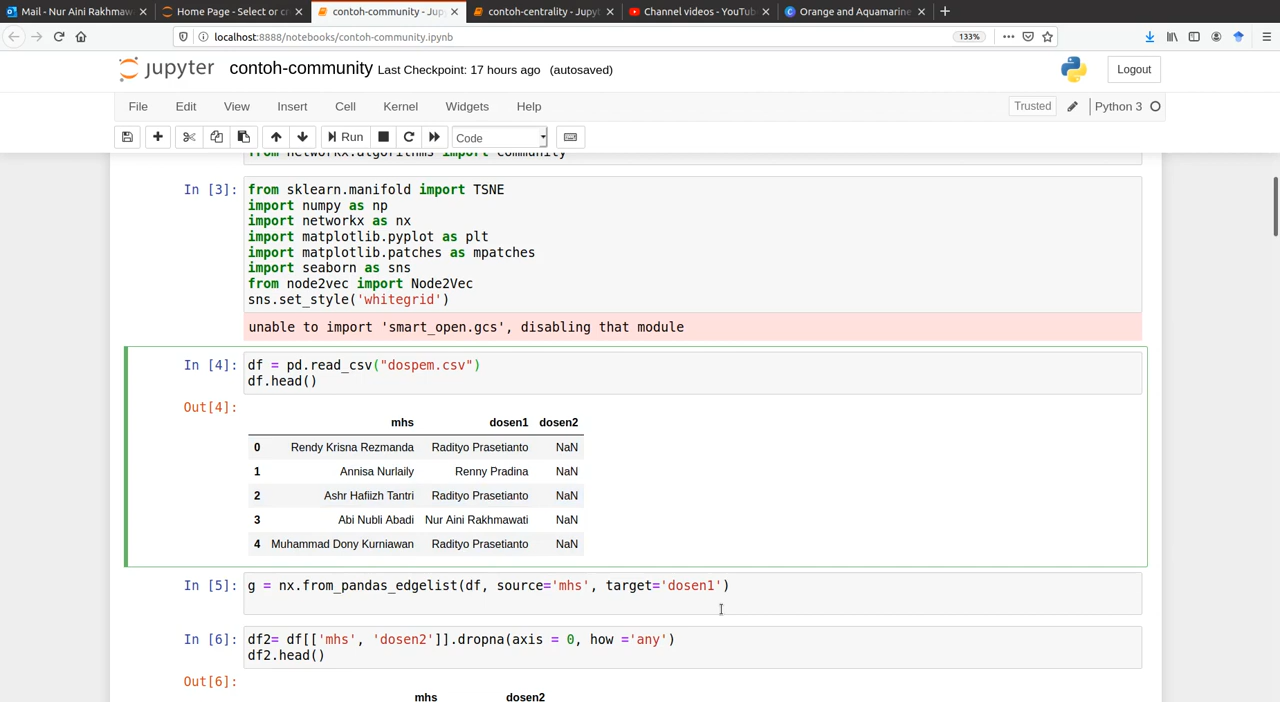 Mail - Nur Aini Rakhmaw
Home Page - Select or c
contoh-community - Jup
contoh-centrality - Jupyt
Channel videos - YouTub
Orange and Aquamarine
localhost:8888/notebooks/contoh-community.ipynb
133%
jupyter contoh-community Last Checkpoint: 17 hours ago (autosaved)
Logout
File Edit View Insert Cell Kernel Widgets Help
Trusted
Python 3
Run
Code
from networkx.algorithms import community
In [3]: from sklearn.manifold import TSNE
import numpy as np
import networkx as nx
import matplotlib.pyplot as plt
import matplotlib.patches as mpatches
import seaborn as sns
from node2vec import Node2Vec
sns.set_style('whitegrid')
unable to import 'smart_open.gcs', disabling that module
In [4]: df = pd.read_csv("dospem.csv")
df.head()
Out[4]:
mhs dosen1 dosen2
0 Rendy Krisna Rezmanda Radityo Prasetianto NaN
1 Annisa Nurlaily Renny Pradina NaN
2 Ashr Hafiizh Tantri Radityo Prasetianto NaN
3 Abi Nubli Abadi Nur Aini Rakhmawati NaN
4 Muhammad Dony Kurniawan Radityo Prasetianto NaN
In [5]: g = nx.from_pandas_edgelist(df, source='mhs', target='dosen1')
In [6]: df2= df[['mhs', 'dosen2']].dropna(axis = 0, how ='any')
df2.head()
Out[6]:
mhs dosen2